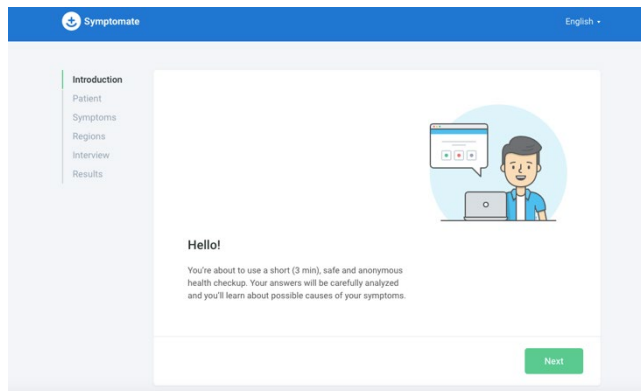 Symptomate
English
Introduction
Patient
Symptoms
Regions
Interview
Results
Hello!
You're about to use a short (3 min), safe and anonymous
health checkup. Your answers will be carefully analyzed
and you'll learn about possible causes of your symptoms.
Next